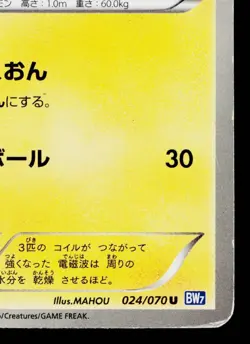 モン 高さ:1.0m 重さ:60.0kg
おん
にする。
ボール 30
3匹の コイルが つながって
強くなった 電磁波は 周りの
水分を 乾燥 させるほど。
Illus.MAHOU 024/070 U BW7
/Creatures/GAME FREAK.